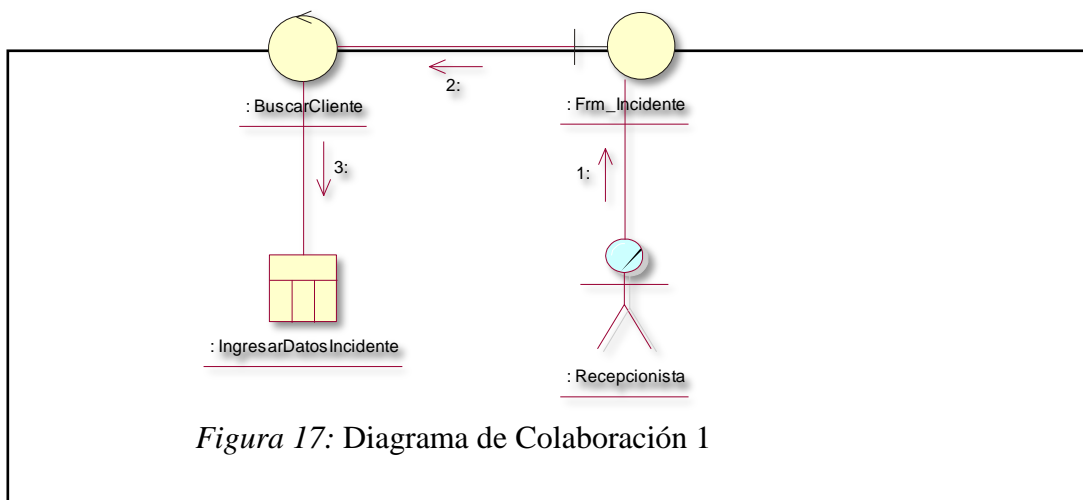 2:
: BuscarCliente
: Frm_Incidente
3:
1:
: IngresarDatosIncidente
: Recepcionista
Figura 17: Diagrama de Colaboración 1